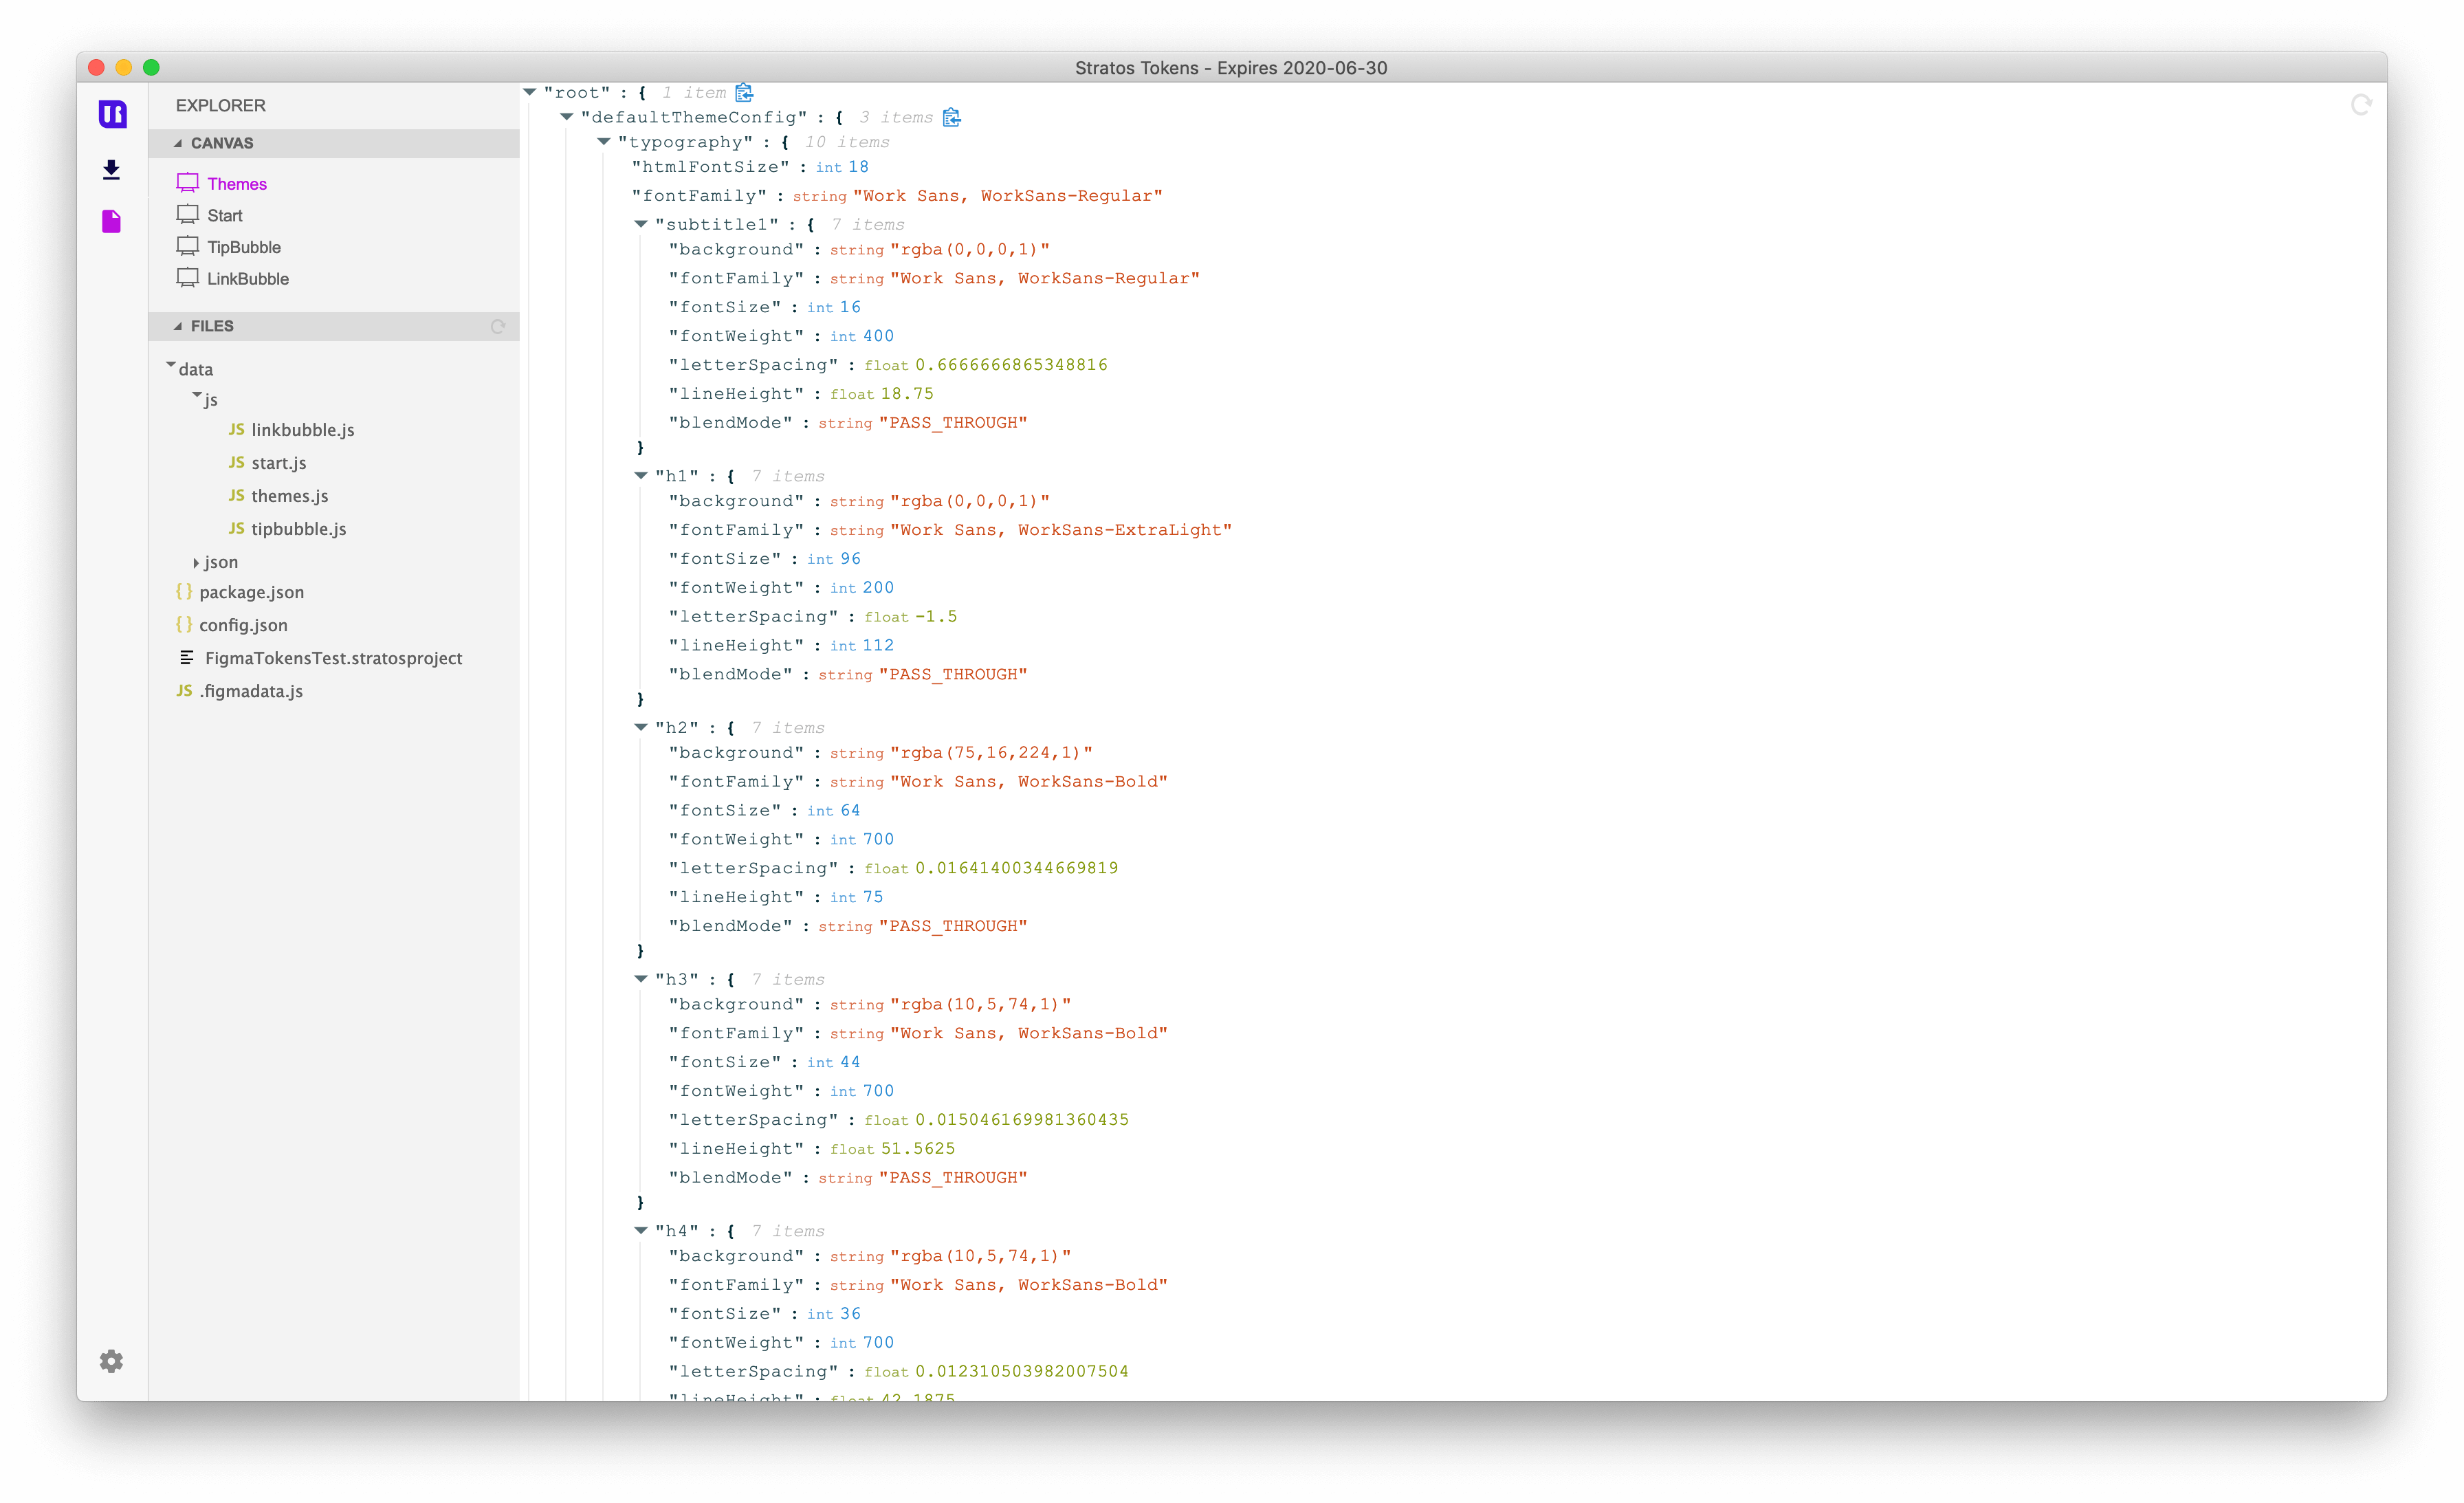 Stratos Tokens - Expires 2020-06-30
EXPLORER
CANVAS
Themes
Start
TipBubble
LinkBubble
FILES
data
js
JS linkbubble.js
JS start.js
JS themes.js
JS tipbubble.js
json
{} package.json
{} config.json
FigmaTokensTest.stratosproject
JS .figmadata.js
"root" : { 1 item
"defaultThemeConfig" : { 3 items
"typography" : { 10 items
"htmlFontSize" : int 18
"fontFamily" : string "Work Sans, WorkSans-Regular"
"subtitle1" : { 7 items
"background" : string "rgba(0,0,0,1)"
"fontFamily" : string "Work Sans, WorkSans-Regular"
"fontSize" : int 16
"fontWeight" : int 400
"letterSpacing" : float 0.6666666865348816
"lineHeight" : float 18.75
"blendMode" : string "PASS_THROUGH"
}
"h1" : { 7 items
"background" : string "rgba(0,0,0,1)"
"fontFamily" : string "Work Sans, WorkSans-ExtraLight"
"fontSize" : int 96
"fontWeight" : int 200
"letterSpacing" : float -1.5
"lineHeight" : int 112
"blendMode" : string "PASS_THROUGH"
}
"h2" : { 7 items
"background" : string "rgba(75,16,224,1)"
"fontFamily" : string "Work Sans, WorkSans-Bold"
"fontSize" : int 64
"fontWeight" : int 700
"letterSpacing" : float 0.01641400344669819
"lineHeight" : int 75
"blendMode" : string "PASS_THROUGH"
}
"h3" : { 7 items
"background" : string "rgba(10,5,74,1)"
"fontFamily" : string "Work Sans, WorkSans-Bold"
"fontSize" : int 44
"fontWeight" : int 700
"letterSpacing" : float 0.015046169981360435
"lineHeight" : float 51.5625
"blendMode" : string "PASS_THROUGH"
}
"h4" : { 7 items
"background" : string "rgba(10,5,74,1)"
"fontFamily" : string "Work Sans, WorkSans-Bold"
"fontSize" : int 36
"fontWeight" : int 700
"letterSpacing" : float 0.012310503982007504
"lineHeight" : float 42.1875